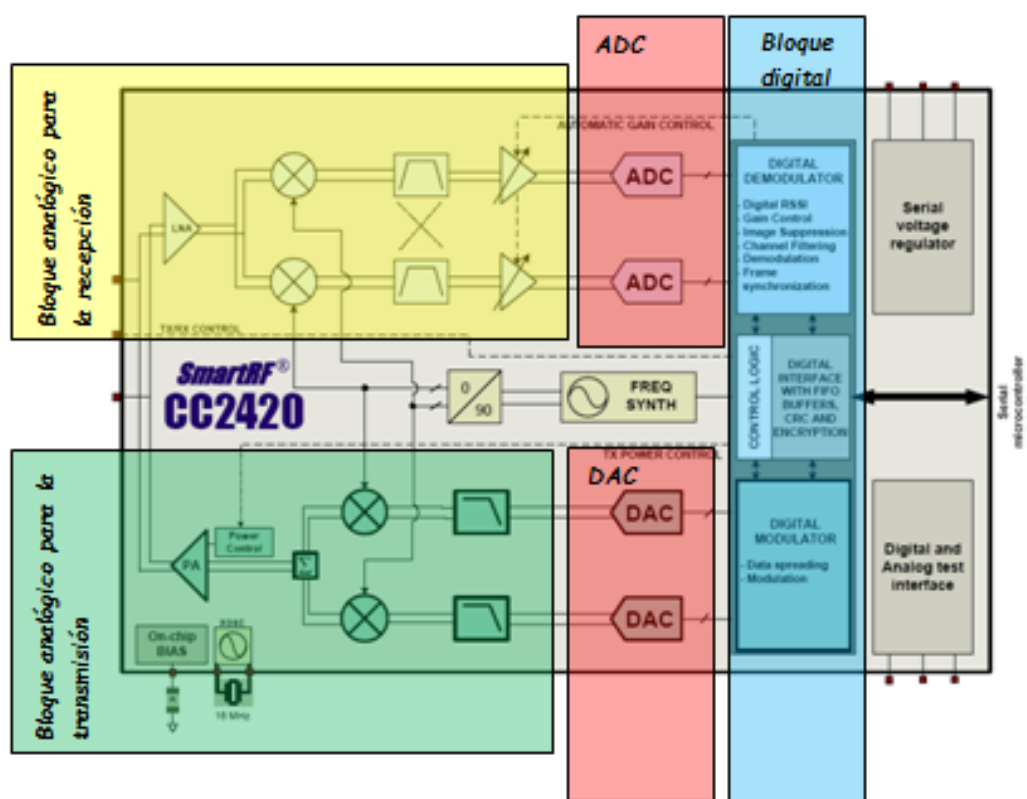 ADC
Bloque
digital
Bloque analógico para
la recepción
AUTOMATIC GAIN CONTROL
LNA
ADC
ADC
DIGITAL
DEMODULATOR
- Digital RSSI
- Gain Control
- Image Suppression
- Channel Filtering
- Demodulation
- Frame
synchronization
Serial
voltage
regulator
TX/RX CONTROL
SmartRF®
CC2420
0
90
FREQ
SYNTH
CONTROL LOGIC
DIGITAL
INTERFACE
WITH FIFO
BUFFERS,
CRC AND
ENCRYPTION
Serial
microcontroller
TX POWER CONTROL
DAC
Bloque analógico para la
transmisión
Power
Control
PA
Σ
DAC
DAC
DIGITAL
MODULATOR
- Data spreading
- Modulation
Digital and
Analog test
interface
On-chip
BIAS
XOSC
16 MHz